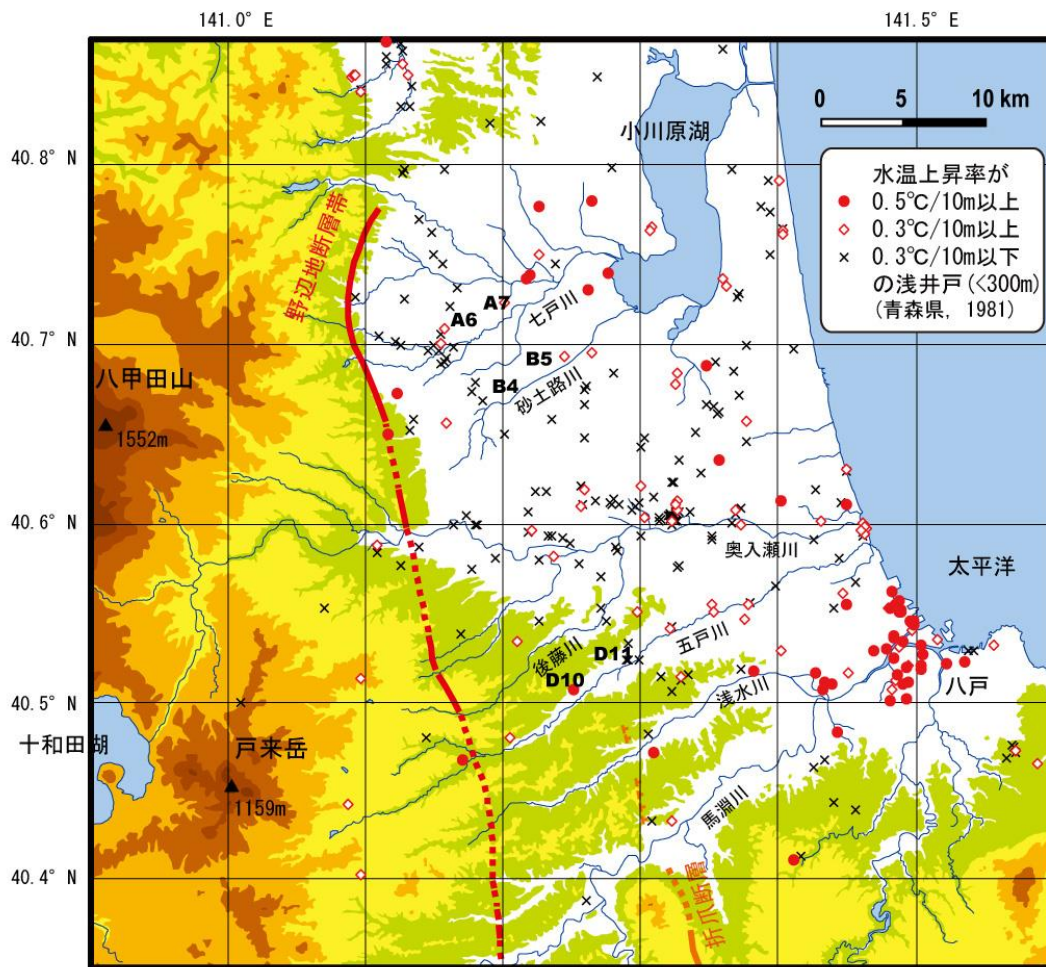 141.0° E
141.5° E
小川原湖
0 5 10 km
40.8° N
水温上昇率が
0.5℃/10m以上
0.3℃/10m以上
0.3℃/10m以下
の浅井戸(<300m)
(青森県, 1981)
野辺地断層帯
A7
七戸川
A6
40.7° N
B5
八甲田山
B4
砂土路川
1552m
40.6° N
奥入瀬川
太平洋
五戸川
後藤川
D11
D10
浅水川
八戸
40.5° N
十和田湖
戸来岳
1159m
馬淵川
40.4° N
折爪断層